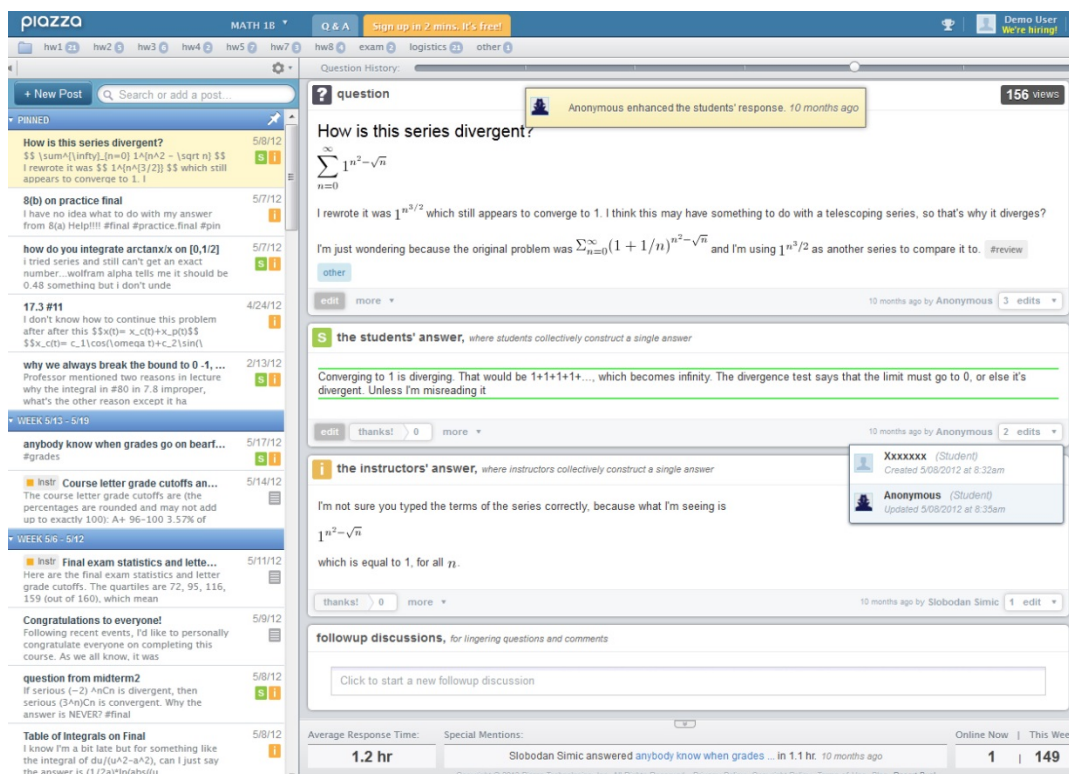 piazza
MATH 1B
Q & A
Sign up in 2 mins. It's free!
Demo User
We're hiring!
hw1 21 hw2 5 hw3 6 hw4 2 hw5 7 hw7 3 hw8 4 exam 2 logistics 21 other 1
Question History:
+ New Post
Search or add a post...
PINNED
How is this series divergent? 5/8/12
$$ \sum^{\infty}_{n=0} 1^{n^2 - \sqrt n} $$
I rewrote it was $$ 1^{n^{3/2}} $$ which still
appears to converge to 1. I
8(b) on practice final 5/7/12
I have no idea what to do with my answer
from 8(a) Help!!!! #final #practice.final #pin
how do you integrate arctanx/x on [0,1/2] 5/7/12
i tried series and still can't get an exact
number...wolfram alpha tells me it should be
0.48 something but i don't unde
17.3 #11 4/24/12
I don't know how to continue this problem
after after this $$x(t)= x_c(t)+x_p(t)$$
$$x_c(t)= c_1\cos(\omega t)+c_2\sin(\
why we always break the bound to 0 -1, ... 2/13/12
Professor mentioned two reasons in lecture
why the integral in #80 in 7.8 improper,
what's the other reason except it ha
WEEK 5/13 - 5/19
anybody know when grades go on bearf... 5/17/12
#grades
Instr Course letter grade cutoffs an... 5/14/12
The course letter grade cutoffs are (the
percentages are rounded and may not add
up to exactly 100): A+ 96-100 3.57% of
WEEK 5/6 - 5/12
Instr Final exam statistics and lette... 5/11/12
Here are the final exam statistics and letter
grade cutoffs. The quartiles are 72, 95, 116,
159 (out of 160), which mean
Congratulations to everyone! 5/9/12
Following recent events, I'd like to personally
congratulate everyone on completing this
course. As we all know, it was
question from midterm2 5/8/12
If serious (−2) ^nCn is divergent, then
serious (3^n)Cn is convergent. Why the
answer is NEVER? #final
Table of Integrals on Final 5/8/12
I know I'm a bit late but for something like
the integral of du/(u^2-a^2), can I say just
the answer is (1/2a)*ln(abs((u
? question
156 views
Anonymous enhanced the students' response. 10 months ago
How is this series divergent?
∑_{n=0}^{∞} 1^{n^2−√n}
I rewrote it was 1^{n^{3/2}} which still appears to converge to 1. I think this may have something to do with a telescoping series, so that's why it diverges?
I'm just wondering because the original problem was Σ_{n=0}^{∞}(1 + 1/n)^{n^2−√n} and I'm using 1^{n^3}/2 as another series to compare it to. #review
other
edit more
10 months ago by Anonymous 3 edits
S the students' answer, where students collectively construct a single answer
Converging to 1 is diverging. That would be 1+1+1+1+..., which becomes infinity. The divergence test says that the limit must go to 0, or else it's
divergent. Unless I'm misreading it
edit thanks! 0 more
10 months ago by Anonymous 2 edits
Xxxxxxx (Student)
Created 5/08/2012 at 8:32am
Anonymous (Student)
Updated 5/08/2012 at 8:35am
i the instructors' answer, where instructors collectively construct a single answer
I'm not sure you typed the terms of the series correctly, because what I'm seeing is
1^{n^2−√n}
which is equal to 1, for all n.
thanks! 0 more
10 months ago by Slobodan Simic 1 edit
followup discussions, for lingering questions and comments
Click to start a new followup discussion
Average Response Time:
1.2 hr
Special Mentions:
Slobodan Simic answered anybody know when grades ... in 1.1 hr. 10 months ago
Online Now | This Wee
1 | 149